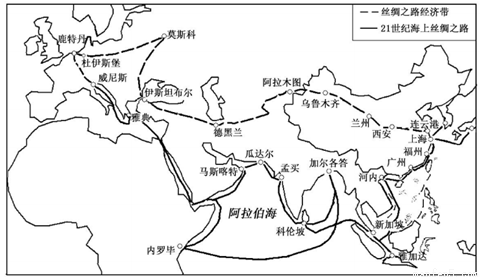 丝绸之路经济带
21世纪海上丝绸之路
鹿特丹
莫斯科
杜伊斯堡
威尼斯
伊斯坦布尔
雅典
德黑兰
阿拉木图
乌鲁木齐
兰州
西安
连云港
上海
福州
广州
河内
瓜达尔
马斯喀特
孟买
加尔各答
阿拉伯海
科伦坡
内罗毕
新加坡
雅加达